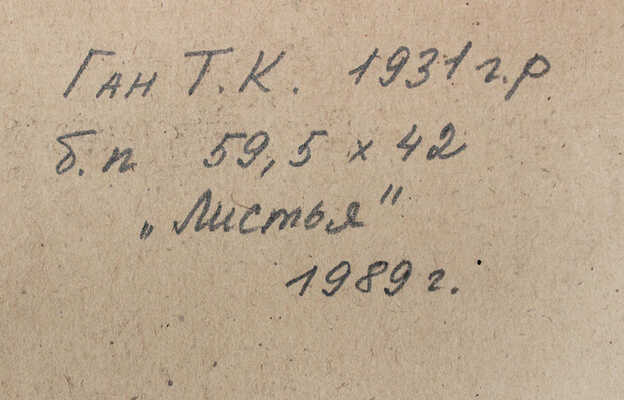 Ган Т.К. 1931 г.р
б.п 59,5 x 42
„Листья"
1989 г.